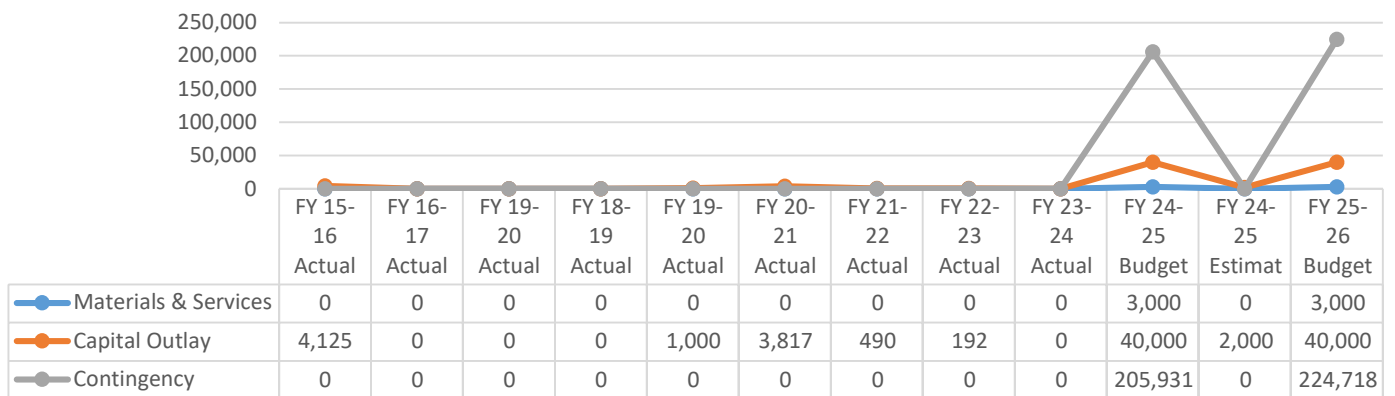 250,000
200,000
150,000
100,000
50,000
0
FY 15- FY 16- FY 19- FY 18- FY 19- FY 20- FY 21- FY 22- FY 23- FY 24- FY 24- FY 25-
16 17 20 19 20 21 22 23 24 25 25 26
Actual Actual Actual Actual Actual Actual Actual Actual Actual Budget Estimat Budget
Materials & Services 0 0 0 0 0 0 0 0 0 3,000 0 3,000
Capital Outlay 4,125 0 0 0 1,000 3,817 490 192 0 40,000 2,000 40,000
Contingency 0 0 0 0 0 0 0 0 0 205,931 0 224,718